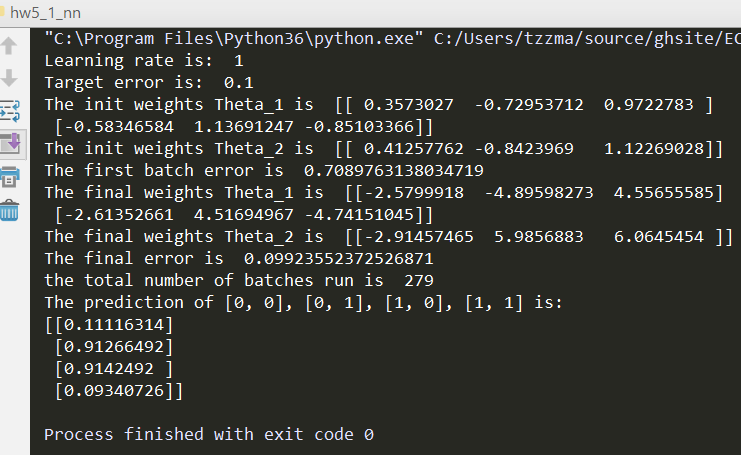 hw5_1_nn
"C:\Program Files\Python36\python.exe" C:/Users/tzzma/source/ghsite/EC
Learning rate is:  1
Target error is:  0.1
The init weights Theta_1 is  [[ 0.3573027  -0.72953712  0.9722783 ]
 [-0.58346584  1.13691247 -0.85103366]]
The init weights Theta_2 is  [[ 0.41257762 -0.8423969   1.12269028]]
The first batch error is  0.7089763138034719
The final weights Theta_1 is  [[-2.5799918  -4.89598273  4.55655585]
 [-2.61352661  4.51694967 -4.74151045]]
The final weights Theta_2 is  [[-2.91457465  5.9856883   6.0645454 ]]
The final error is  0.09923552372526871
the total number of batches run is  279
The prediction of [0, 0], [0, 1], [1, 0], [1, 1] is:
[[0.11116314]
 [0.91266492]
 [0.9142492 ]
 [0.09340726]]
Process finished with exit code 0